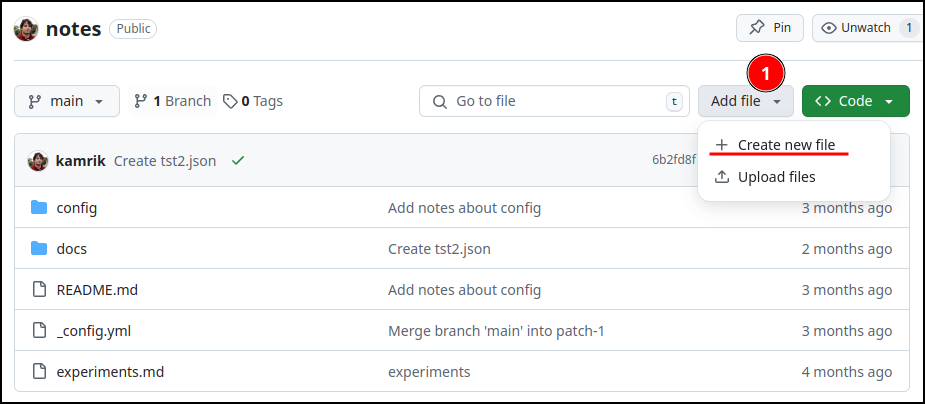 notes Public Pin Unwatch 1
1
main 1 Branch 0 Tags Go to file t Add file Code
Create new file
Upload files
kamrik Create tst2.json 6b2fd8f
config Add notes about config 3 months ago
docs Create tst2.json 2 months ago
README.md Add notes about config 3 months ago
_config.yml Merge branch 'main' into patch-1 3 months ago
experiments.md experiments 4 months ago